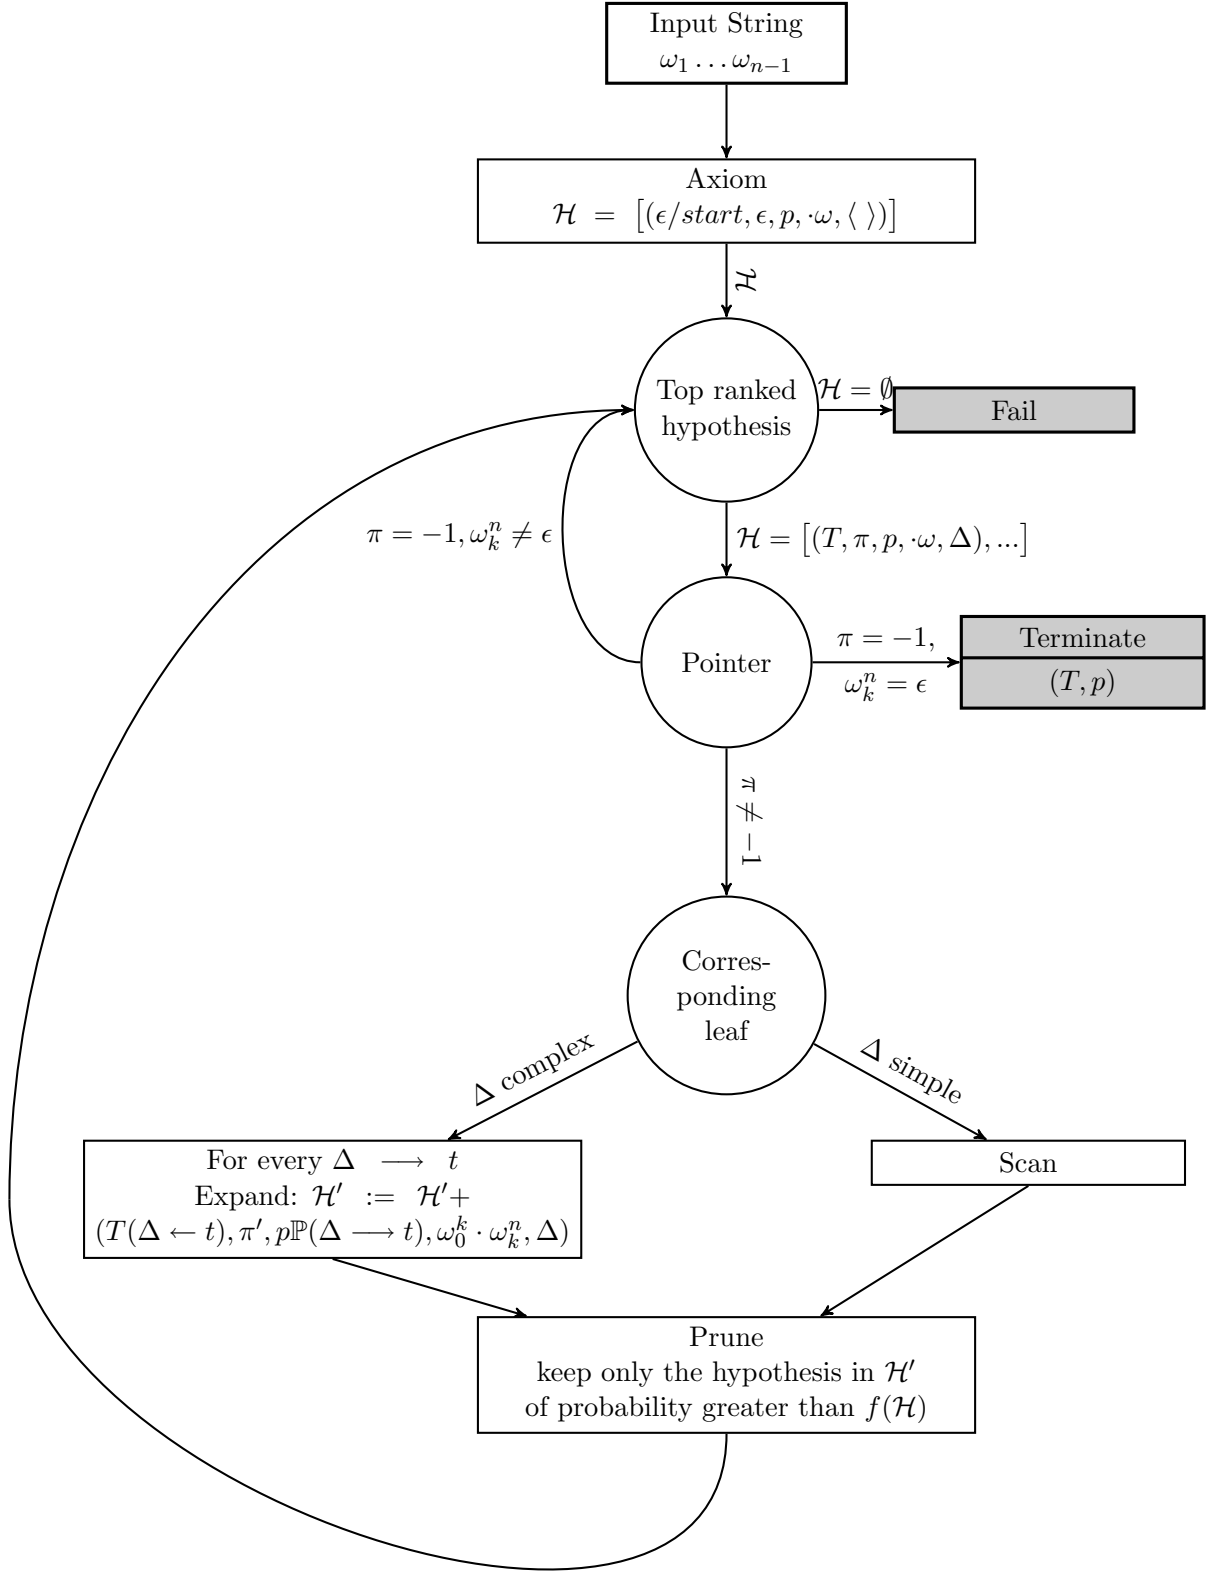 Input String
ω₁ … ωₙ₋₁
Axiom
ℋ = [(ϵ/start, ϵ, p, ·ω, ⟨ ⟩)]
ℋ
Top ranked
hypothesis
ℋ = ∅
Fail
π = −1, ω_k^n ≠ ϵ
ℋ = [(T, π, p, ·ω, Δ), ...]
Pointer
π = −1,
ω_k^n = ϵ
Terminate
(T, p)
π ≠ −1
Corres-
ponding
leaf
Δ complex
Δ simple
For every Δ ⟶ t
Expand: ℋ′ := ℋ′+
(T(Δ ← t), π′, pℙ(Δ ⟶ t), ω_0^k · ω_k^n, Δ)
Scan
Prune
keep only the hypothesis in ℋ′
of probability greater than f(ℋ)